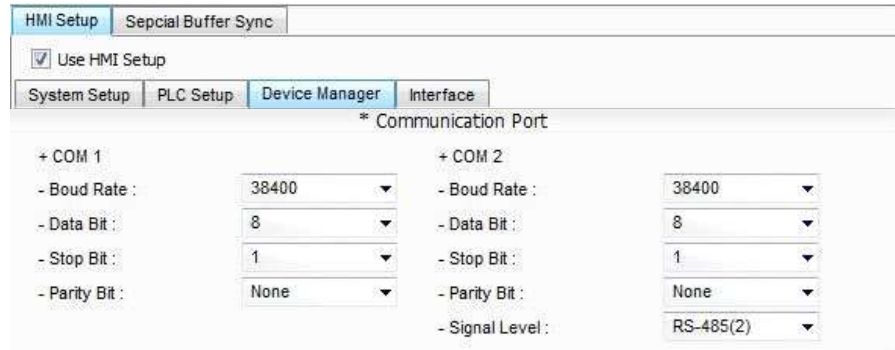 HMI Setup Sepcial Buffer Sync
Use HMI Setup
System Setup PLC Setup Device Manager Interface
* Communication Port
+ COM 1 + COM 2
- Boud Rate : 38400 - Boud Rate : 38400
- Data Bit : 8 - Data Bit : 8
- Stop Bit : 1 - Stop Bit : 1
- Parity Bit : None - Parity Bit : None
- Signal Level : RS-485(2)